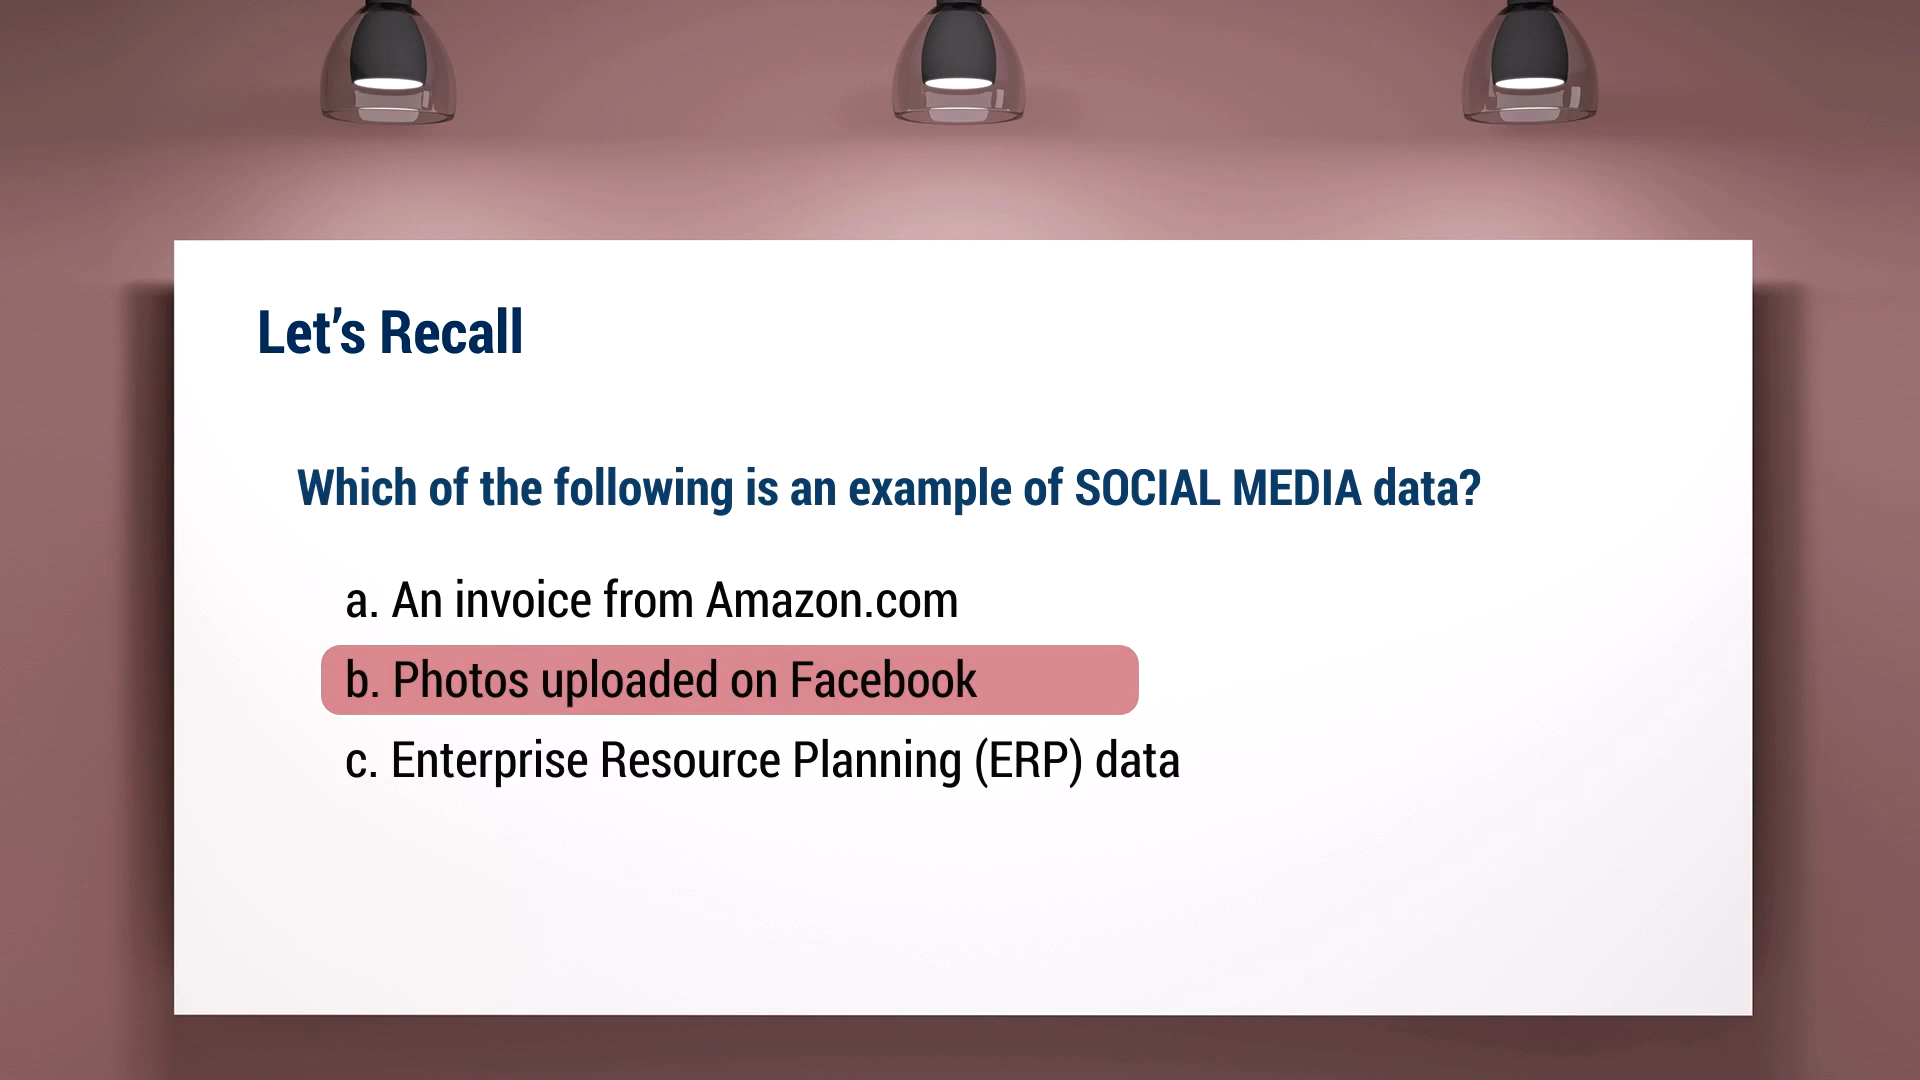 Let’s Recall
Which of the following is an example of SOCIAL MEDIA data?
a. An invoice from Amazon.com
b. Photos uploaded on Facebook
c. Enterprise Resource Planning (ERP) data